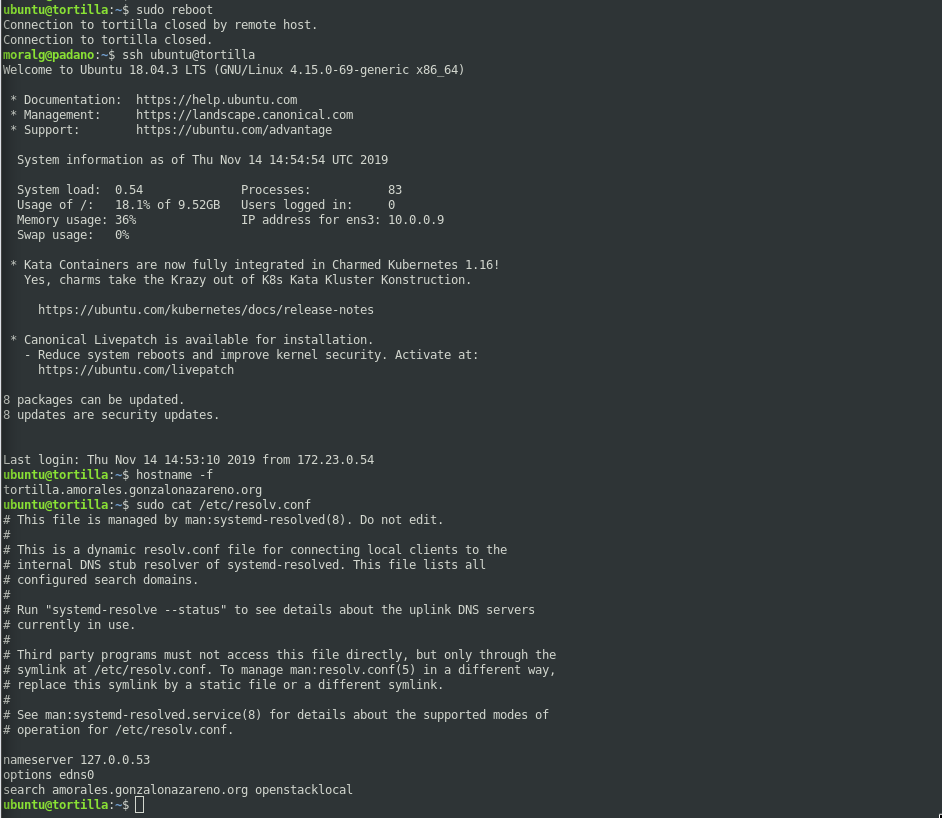 ubuntu@tortilla:~$ sudo reboot
Connection to tortilla closed by remote host.
Connection to tortilla closed.
moralg@padano:~$ ssh ubuntu@tortilla
Welcome to Ubuntu 18.04.3 LTS (GNU/Linux 4.15.0-69-generic x86_64)

 * Documentation:  https://help.ubuntu.com
 * Management:     https://landscape.canonical.com
 * Support:        https://ubuntu.com/advantage

  System information as of Thu Nov 14 14:54:54 UTC 2019

  System load:  0.54              Processes:           83
  Usage of /:   18.1% of 9.52GB   Users logged in:     0
  Memory usage: 36%               IP address for ens3: 10.0.0.9
  Swap usage:   0%

 * Kata Containers are now fully integrated in Charmed Kubernetes 1.16!
   Yes, charms take the Krazy out of K8s Kata Kluster Konstruction.

     https://ubuntu.com/kubernetes/docs/release-notes

 * Canonical Livepatch is available for installation.
   - Reduce system reboots and improve kernel security. Activate at:
     https://ubuntu.com/livepatch

8 packages can be updated.
8 updates are security updates.


Last login: Thu Nov 14 14:53:10 2019 from 172.23.0.54
ubuntu@tortilla:~$ hostname -f
tortilla.amorales.gonzalonazareno.org
ubuntu@tortilla:~$ sudo cat /etc/resolv.conf
# This file is managed by man:systemd-resolved(8). Do not edit.
#
# This is a dynamic resolv.conf file for connecting local clients to the
# internal DNS stub resolver of systemd-resolved. This file lists all
# configured search domains.
#
# Run "systemd-resolve --status" to see details about the uplink DNS servers
# currently in use.
#
# Third party programs must not access this file directly, but only through the
# symlink at /etc/resolv.conf. To manage man:resolv.conf(5) in a different way,
# replace this symlink by a static file or a different symlink.
#
# See man:systemd-resolved.service(8) for details about the supported modes of
# operation for /etc/resolv.conf.

nameserver 127.0.0.53
options edns0
search amorales.gonzalonazareno.org openstacklocal
ubuntu@tortilla:~$